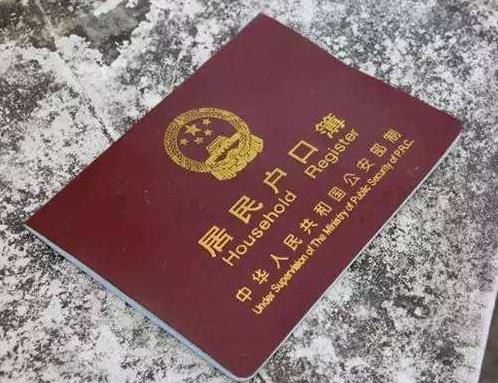 居民户口簿
Household Register
中华人民共和国公安部制
Under Supervision of The Ministry of Public Security of P.R.C.